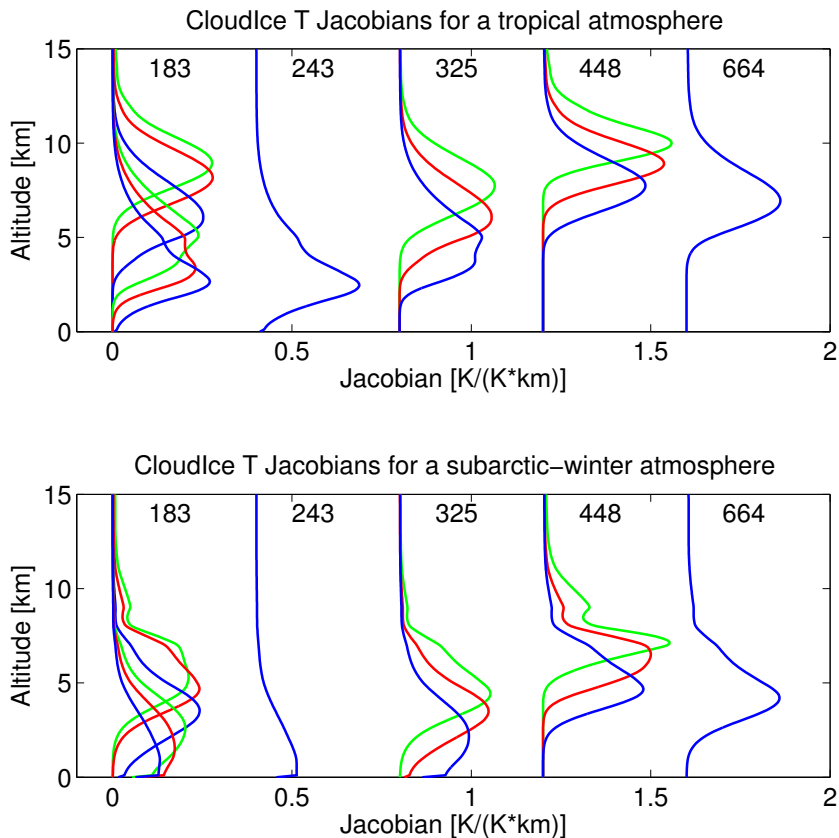 CloudIce T Jacobians for a tropical atmosphere
15
183 243 325 448 664
10
Altitude [km]
5
0
0 0.5 1 1.5 2
Jacobian [K/(K*km)]
CloudIce T Jacobians for a subarctic−winter atmosphere
15
183 243 325 448 664
10
Altitude [km]
5
0
0 0.5 1 1.5 2
Jacobian [K/(K*km)]